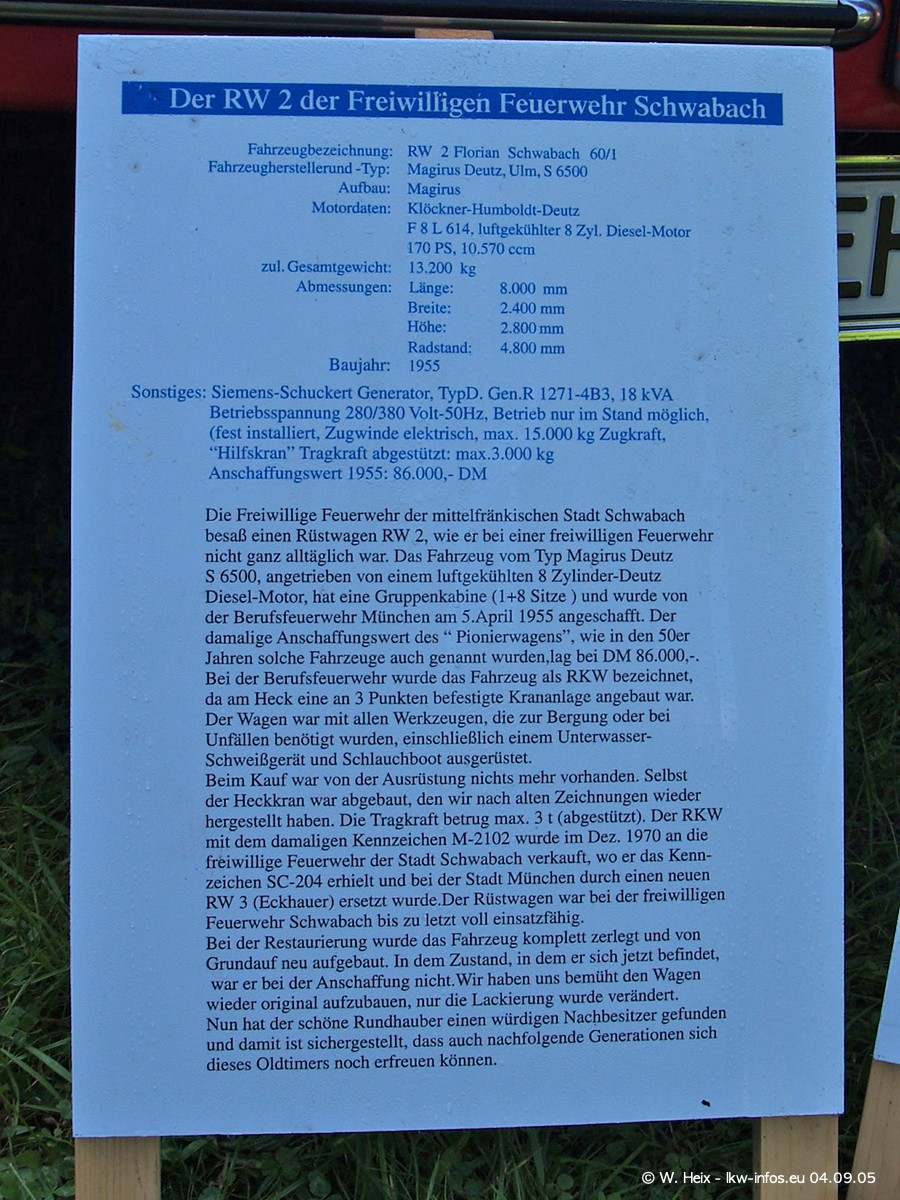 Der RW 2 der Freiwilligen Feuerwehr Schwabach
Fahrzeugbezeichnung: RW 2 Florian Schwabach 60/1
Fahrzeugherstellerund -Typ: Magirus Deutz, Ulm, S 6500
Aufbau: Magirus
Motordaten: Klöckner-Humboldt-Deutz
F 8 L 614, luftgekühlter 8 Zyl. Diesel-Motor
170 PS, 10.570 ccm
zul. Gesamtgewicht: 13.200 kg
Abmessungen: Länge: 8.000 mm
Breite: 2.400 mm
Höhe: 2.800 mm
Radstand: 4.800 mm
Baujahr: 1955
Sonstiges: Siemens-Schuckert Generator, TypD. Gen.R 1271-4B3, 18 kVA
Betriebsspannung 280/380 Volt-50Hz, Betrieb nur im Stand möglich,
(fest installiert, Zugwinde elektrisch, max. 15.000 kg Zugkraft,
“Hilfskran” Tragkraft abgestützt: max.3.000 kg
Anschaffungswert 1955: 86.000,- DM
Die Freiwillige Feuerwehr der mittelfränkischen Stadt Schwabach
besaß einen Rüstwagen RW 2, wie er bei einer freiwilligen Feuerwehr
nicht ganz alltäglich war. Das Fahrzeug vom Typ Magirus Deutz
S 6500, angetrieben von einem luftgekühlten 8 Zylinder-Deutz
Diesel-Motor, hat eine Gruppenkabine (1+8 Sitze ) und wurde von
der Berufsfeuerwehr München am 5.April 1955 angeschafft. Der
damalige Anschaffungswert des “ Pionierwagens”, wie in den 50er
Jahren solche Fahrzeuge auch genannt wurden,lag bei DM 86.000,-.
Bei der Berufsfeuerwehr wurde das Fahrzeug als RKW bezeichnet,
da am Heck eine an 3 Punkten befestigte Krananlage angebaut war.
Der Wagen war mit allen Werkzeugen, die zur Bergung oder bei
Unfällen benötigt wurden, einschließlich einem Unterwasser-
Schweißgerät und Schlauchboot ausgerüstet.
Beim Kauf war von der Ausrüstung nichts mehr vorhanden. Selbst
der Heckkran war abgebaut, den wir nach alten Zeichnungen wieder
hergestellt haben. Die Tragkraft betrug max. 3 t (abgestützt). Der RKW
mit dem damaligen Kennzeichen M-2102 wurde im Dez. 1970 an die
freiwillige Feuerwehr der Stadt Schwabach verkauft, wo er das Kenn-
zeichen SC-204 erhielt und bei der Stadt München durch einen neuen
RW 3 (Eckhauer) ersetzt wurde.Der Rüstwagen war bei der freiwilligen
Feuerwehr Schwabach bis zu letzt voll einsatzfähig.
Bei der Restaurierung wurde das Fahrzeug komplett zerlegt und von
Grundauf neu aufgebaut. In dem Zustand, in dem er sich jetzt befindet,
war er bei der Anschaffung nicht.Wir haben uns bemüht den Wagen
wieder original aufzubauen, nur die Lackierung wurde verändert.
Nun hat der schöne Rundhauber einen würdigen Nachbesitzer gefunden
und damit ist sichergestellt, dass auch nachfolgende Generationen sich
dieses Oldtimers noch erfreuen können.
EH
© W. Heix - lkw-infos.eu 04.09.05